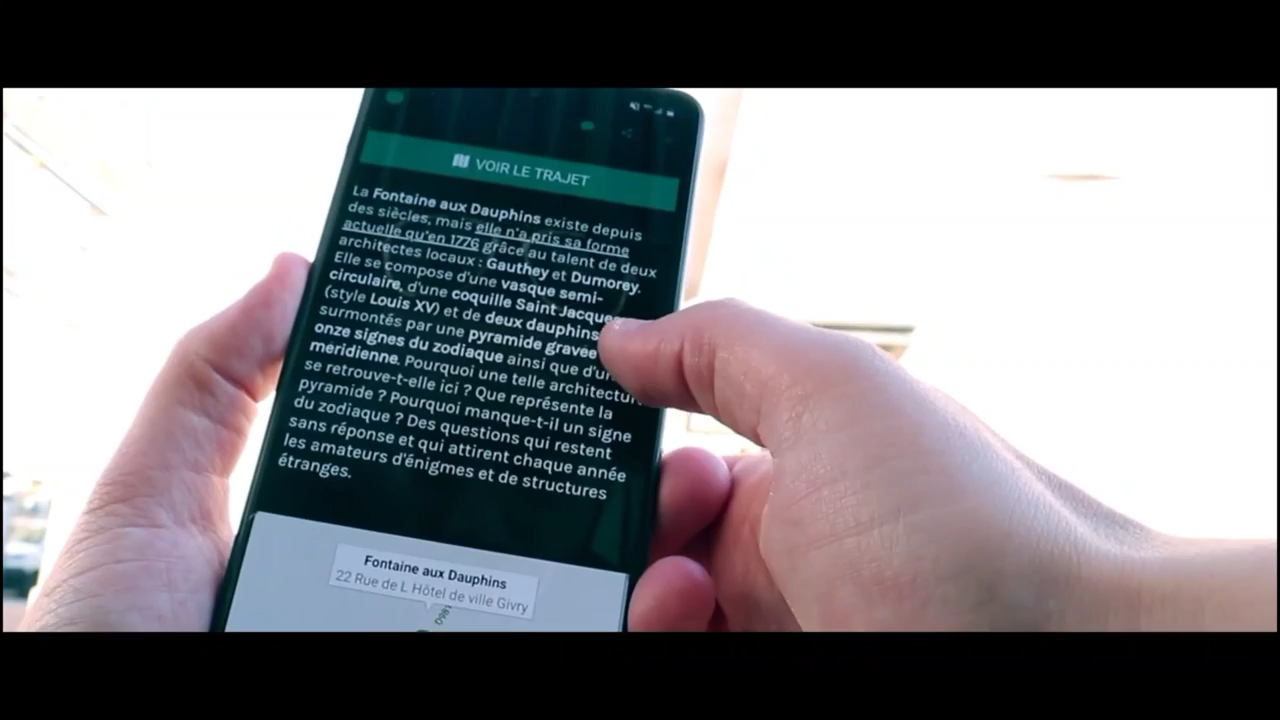 VOIR LE TRAJET
La Fontaine aux Dauphins existe depuis
des siècles, mais elle n'a pris sa forme
actuelle qu'en 1776 grâce au talent de deux
architectes locaux : Gauthey et Dumorey.
Elle se compose d'une vasque semi-
circulaire, d'une coquille Saint Jacques
(style Louis XV) et de deux dauphins
surmontés par une pyramide gravée
onze signes du zodiaque ainsi que
méridienne. Pourquoi une telle
se retrouve-t-elle ici ? Que représente la
pyramide ? Pourquoi manque-t-il un signe
du zodiaque ? Des questions qui restent
sans réponse et qui attirent chaque année
les amateurs d'énigmes et de structures
étranges.
Fontaine aux Dauphins
22 Rue de L Hôtel de ville Givry